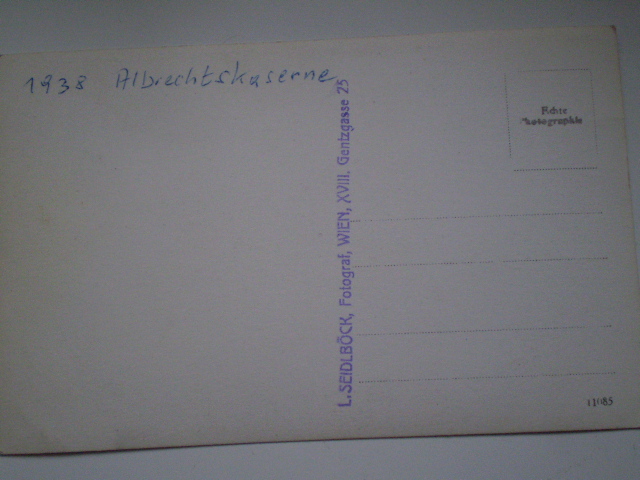 1938 Albrechtskaserne
L. SEIDLBÖCK, Fotograf, WIEN, XVIII. Gentzgasse 25
Echte
Photographie
11085